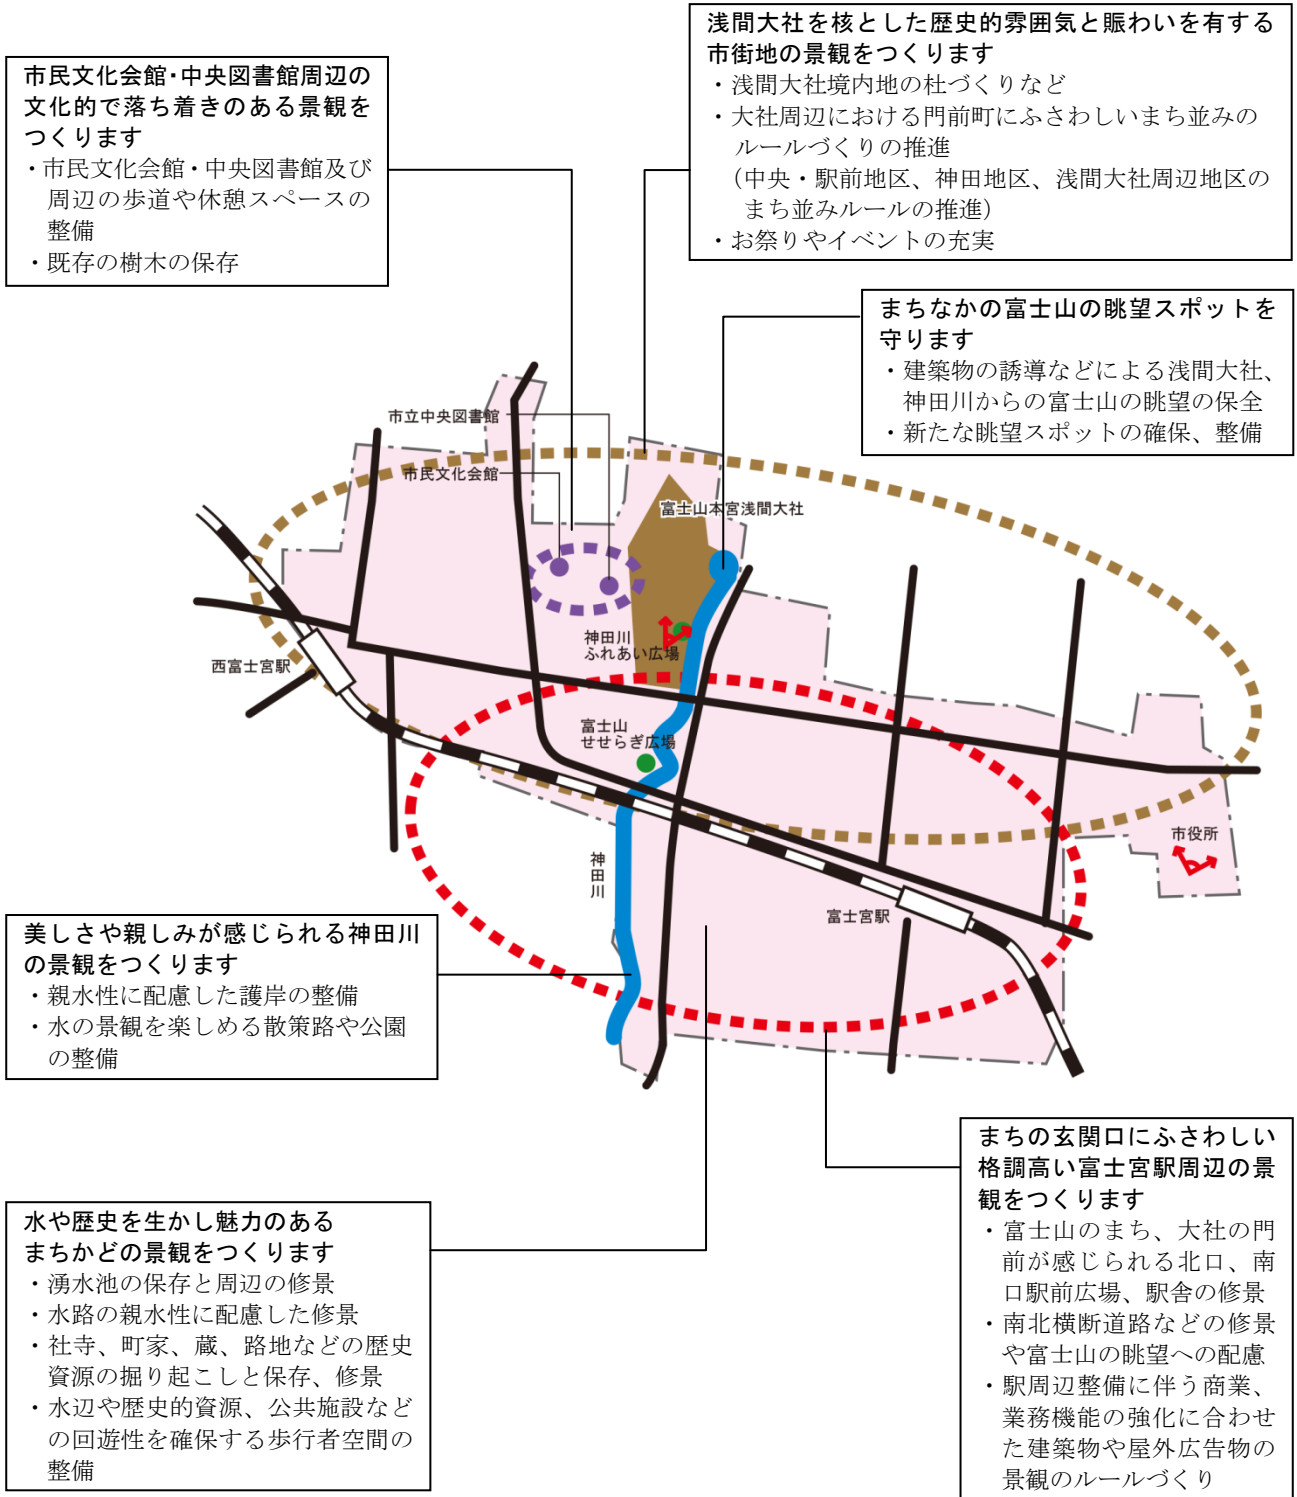 浅間大社を核とした歴史的雰囲気と賑わいを有する
市街地の景観をつくります
・浅間大社境内地の杜づくりなど
・大社周辺における門前町にふさわしいまち並みの
ルールづくりの推進
（中央・駅前地区、神田地区、浅間大社周辺地区の
まち並みルールの推進）
・お祭りやイベントの充実
市民文化会館・中央図書館周辺の
文化的で落ち着きのある景観を
つくります
・市民文化会館・中央図書館及び
周辺の歩道や休憩スペースの
整備
・既存の樹木の保存
まちなかの富士山の眺望スポットを
守ります
・建築物の誘導などによる浅間大社、
神田川からの富士山の眺望の保全
・新たな眺望スポットの確保、整備
市立中央図書館
市民文化会館
富士山本宮浅間大社
神田川
ふれあい広場
西富士宮駅
富士山
せせらぎ広場
市役所
神田川
富士宮駅
美しさや親しみが感じられる神田川
の景観をつくります
・親水性に配慮した護岸の整備
・水の景観を楽しめる散策路や公園
の整備
まちの玄関口にふさわしい
格調高い富士宮駅周辺の景
観をつくります
・富士山のまち、大社の門
前が感じられる北口、南
口駅前広場、駅舎の修景
・南北横断道路などの修景
や富士山の眺望への配慮
・駅周辺整備に伴う商業、
業務機能の強化に合わせ
た建築物や屋外広告物の
景観のルールづくり
水や歴史を生かし魅力のある
まちかどの景観をつくります
・湧水池の保存と周辺の修景
・水路の親水性に配慮した修景
・社寺、町家、蔵、路地などの歴史
資源の掘り起こしと保存、修景
・水辺や歴史的資源、公共施設など
の回遊性を確保する歩行者空間の
整備